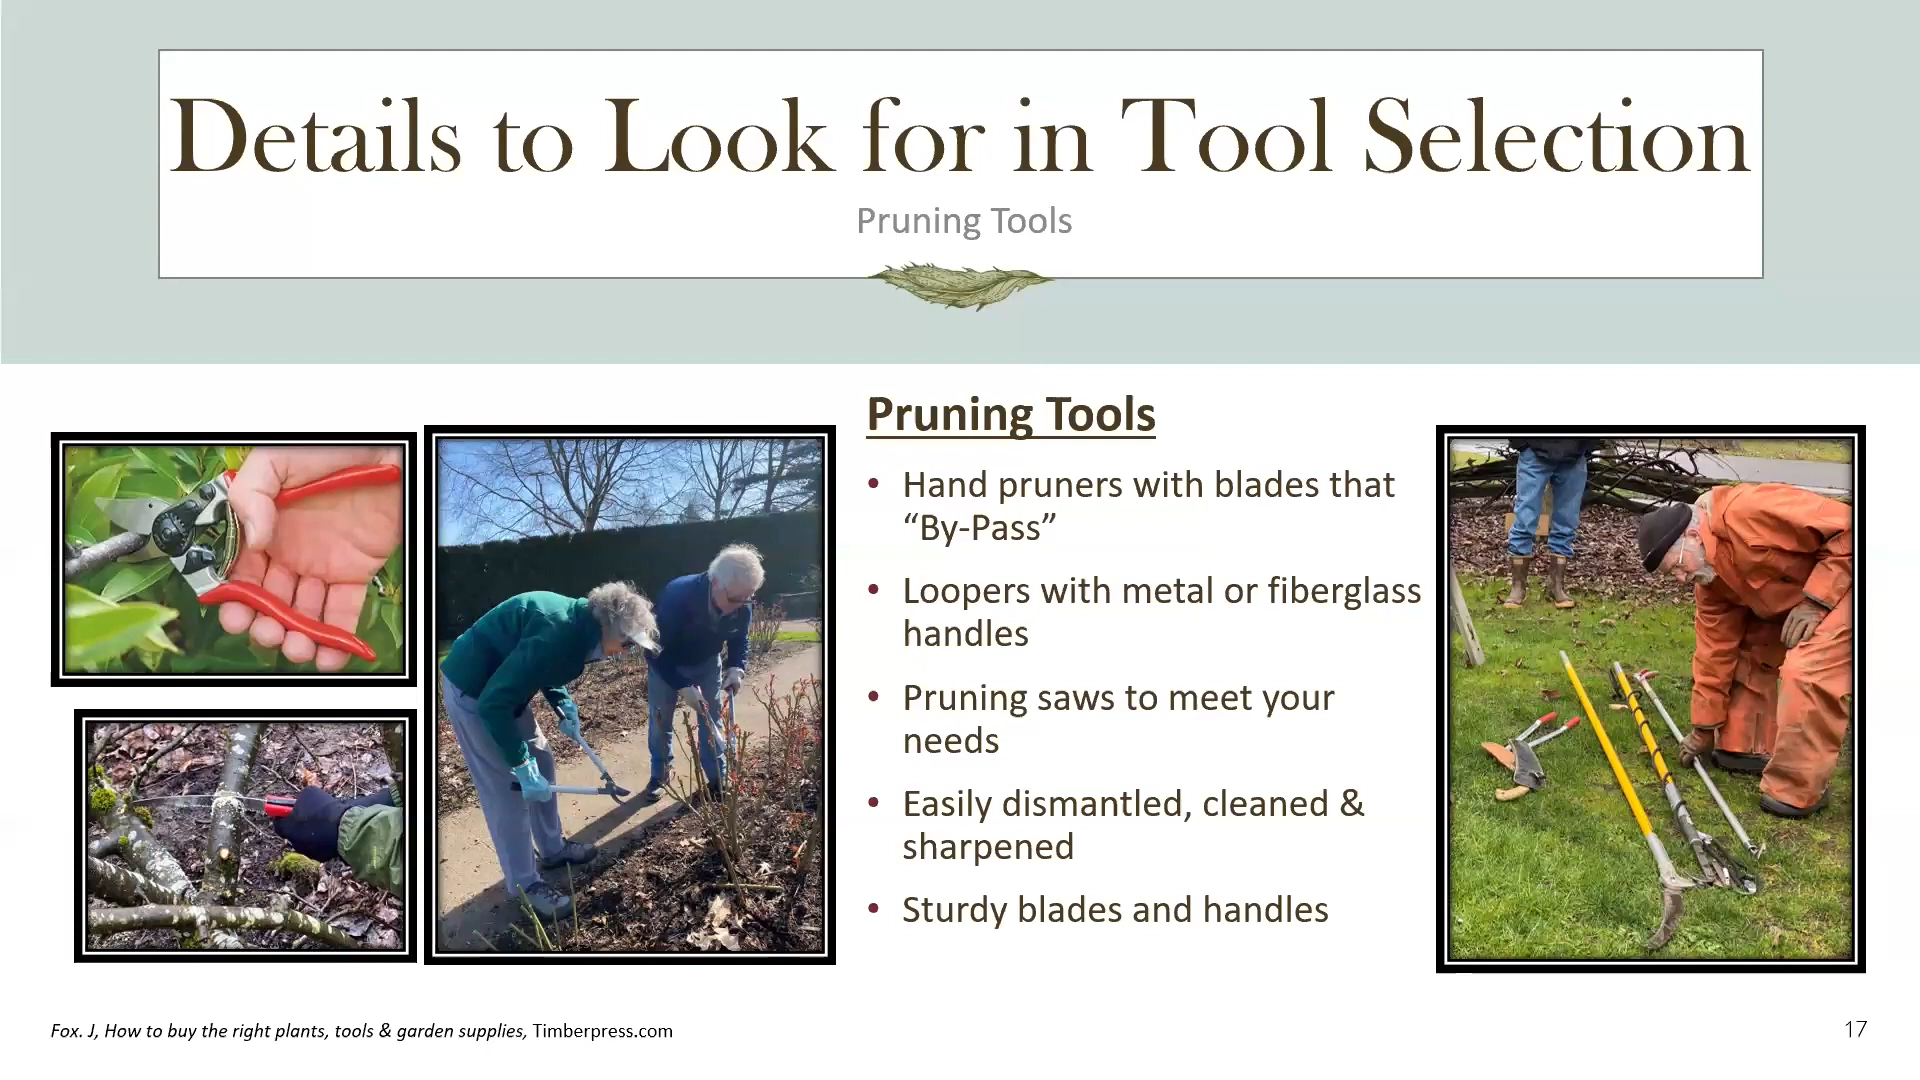 Details to Look for in Tool Selection
Pruning Tools
Pruning Tools
• Hand pruners with blades that
“By-Pass”
• Loopers with metal or fiberglass
handles
• Pruning saws to meet your
needs
• Easily dismantled, cleaned &
sharpened
• Sturdy blades and handles
Fox. J, How to buy the right plants, tools & garden supplies, Timberpress.com
17